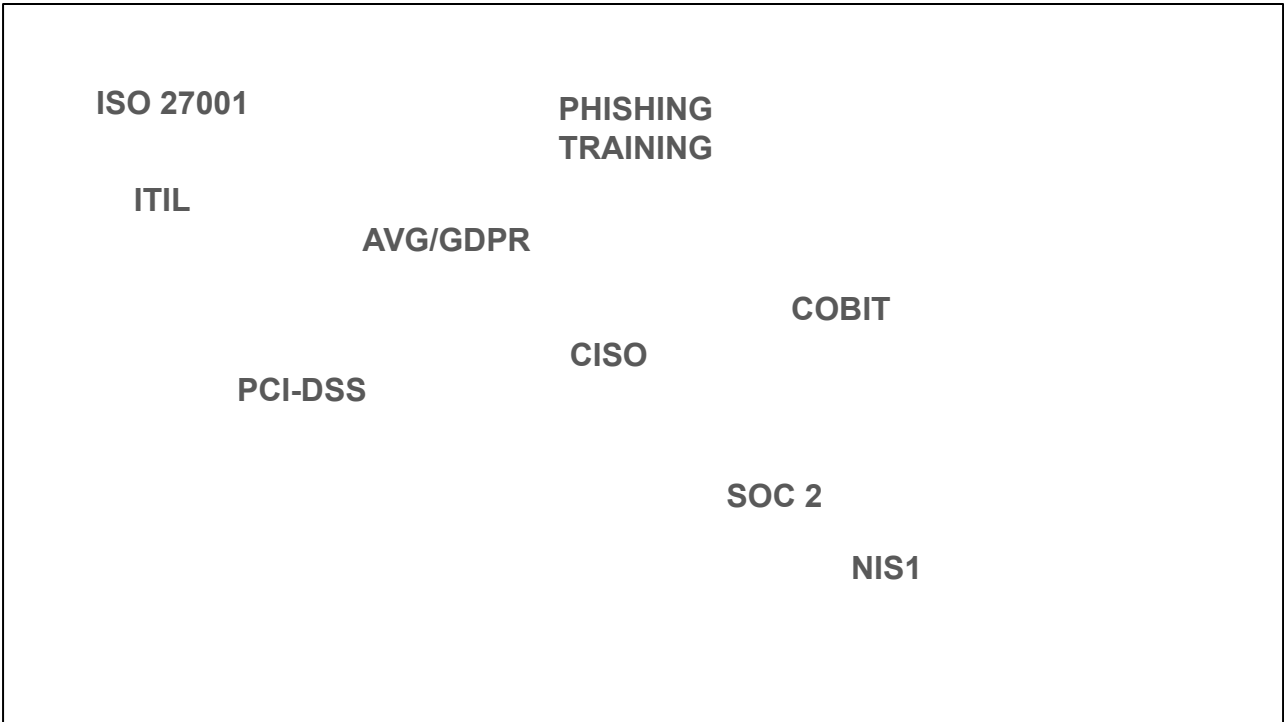 ISO 27001
PHISHING
TRAINING
ITIL
AVG/GDPR
COBIT
CISO
PCI-DSS
SOC 2
NIS1